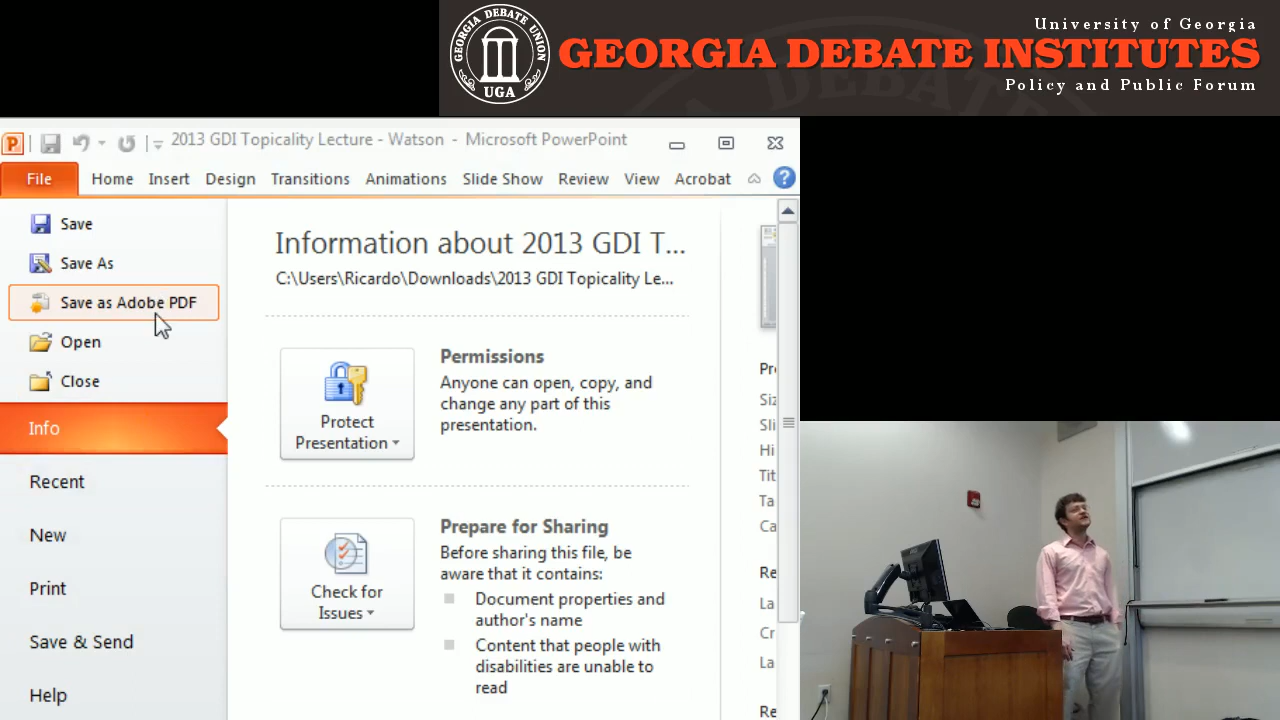 University of Georgia
GEORGIA DEBATE INSTITUTES
Policy and Public Forum
GEORGIA DEBATE UNION
UGA
2013 GDI Topicality Lecture - Watson - Microsoft PowerPoint
File Home Insert Design Transitions Animations Slide Show Review View Acrobat
Save
Save As
Save as Adobe PDF
Open
Close
Info
Recent
New
Print
Save & Send
Help
Information about 2013 GDI T...
C:\Users\Ricardo\Downloads\2013 GDI Topicality Le...
Protect
Presentation
Permissions
Anyone can open, copy, and
change any part of this
presentation.
Check for
Issues
Prepare for Sharing
Before sharing this file, be
aware that it contains:
Document properties and
author's name
Content that people with
disabilities are unable to
read